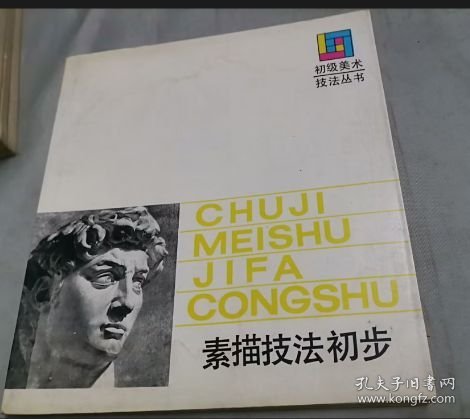 初级美术
技法丛书
CHUJI
MEISHU
JIFA
CONGSHU
素描技法初步
孔夫子旧书网
www.kongfz.com